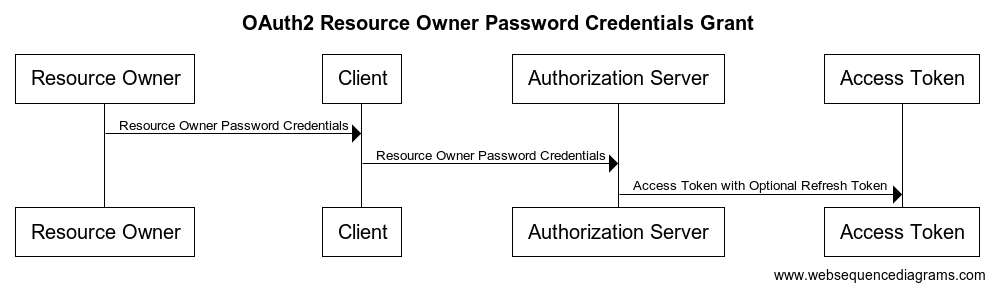 OAuth2 Resource Owner Password Credentials Grant
Resource Owner
Client
Authorization Server
Access Token
Resource Owner Password Credentials
Resource Owner Password Credentials
Access Token with Optional Refresh Token
Resource Owner
Client
Authorization Server
Access Token
www.websequencediagrams.com